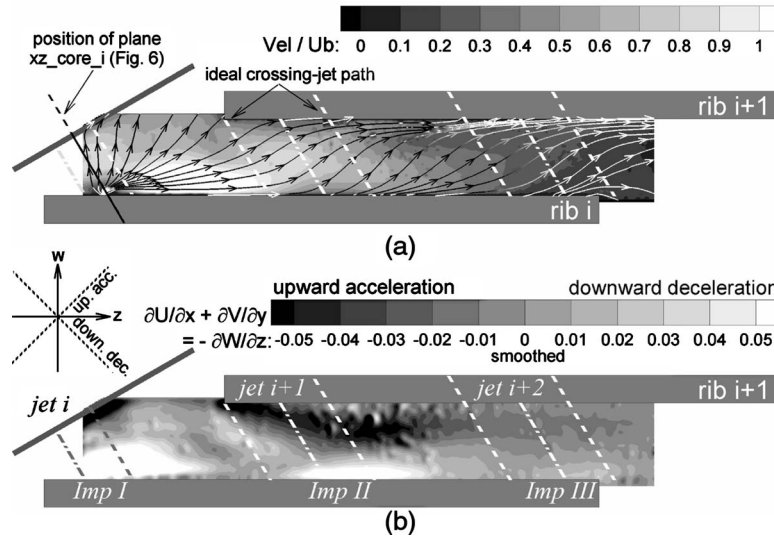 position of plane
xz_core_i (Fig. 6)
Vel / Ub: 0 0.1 0.2 0.3 0.4 0.5 0.6 0.7 0.8 0.9 1
ideal crossing-jet path
rib i+1
rib i
(a)
w
z
up. acc.
down. dec.
upward acceleration
downward deceleration
∂U/∂x + ∂V/∂y
= - ∂W/∂z: -0.05 -0.04 -0.03 -0.02 -0.01 0 0.01 0.02 0.03 0.04 0.05
smoothed
jet i
jet i+1
jet i+2
rib i+1
Imp I
Imp II
Imp III
(b)